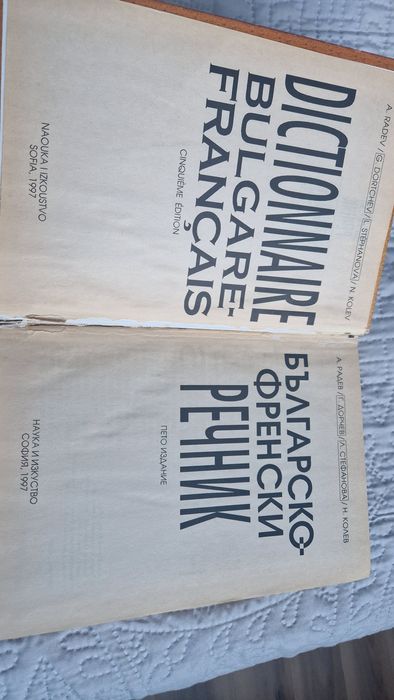 A. RADEV / G. DORTCHEV / L. STEPHANOVA / N. KOLEV
DICTIONNAIRE
BULGARE-
FRANÇAIS
CINQUIÈME ÉDITION
NAOUKA I IZKOUSTVO
SOFIA, 1997
А. РАДЕВ / Г. ДОРЧЕВ / Л. СТЕФАНОВА / Н. КОЛЕВ
БЪЛГАРСКО-
ФРЕНСКИ
РЕЧНИК
ПЕТО ИЗДАНИЕ
НАУКА И ИЗКУСТВО
СОФИЯ, 1997